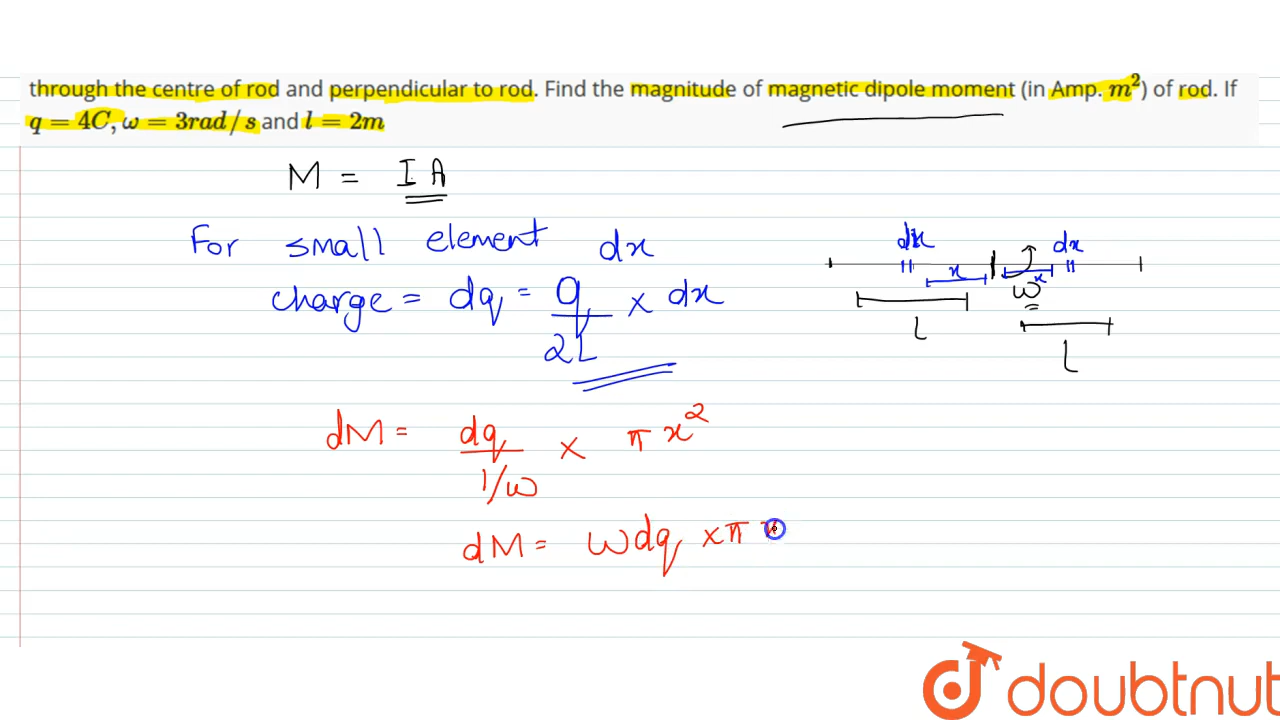 through the centre of rod and perpendicular to rod. Find the magnitude of magnetic dipole moment (in Amp. m²) of rod. If
q = 4C, ω = 3rad/s and l = 2m
M = I A
For small element dx
charge = dq = q/2L × dx
dx
dx
x
x
ω
L
L
dM = dq/(1/ω) × π x²
dM = ω dq × π x
doubtnut